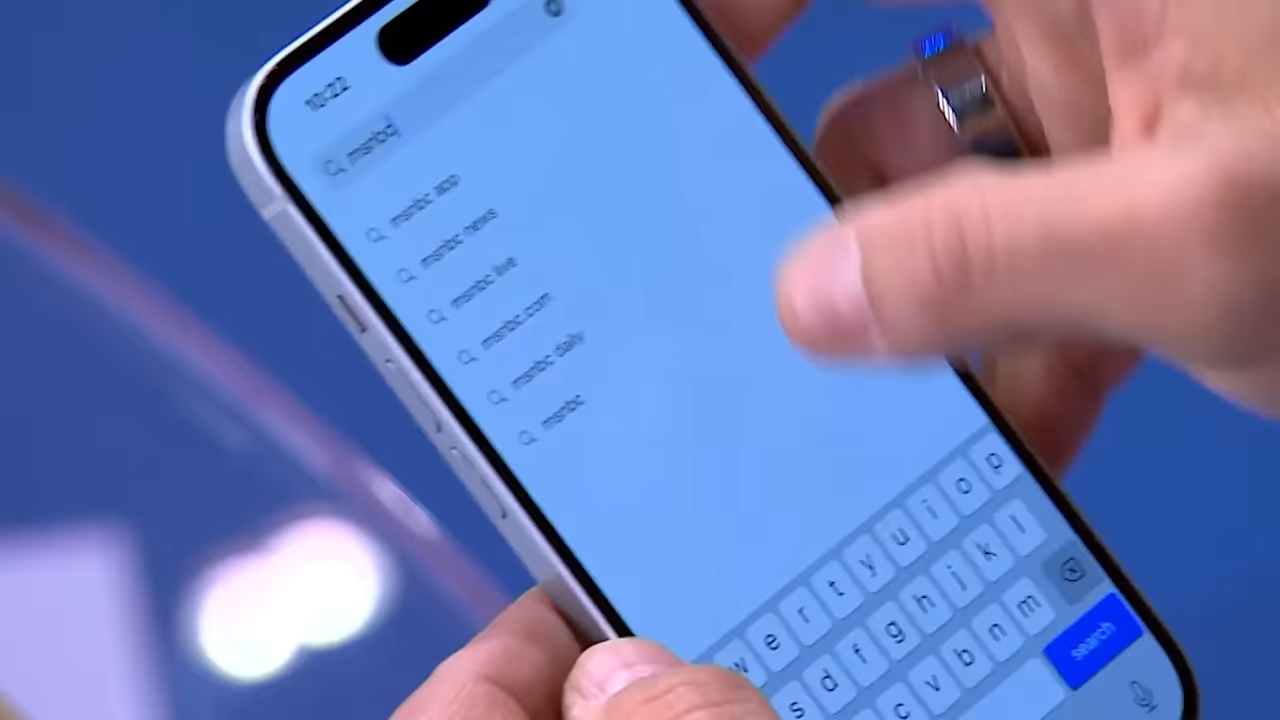 10:22
msnbc
msnbc app
msnbc news
msnbc live
msnbc.com
msnbc daily
msnbc
w e r t y u i o p
s d f g h j k l
c v b n m
search